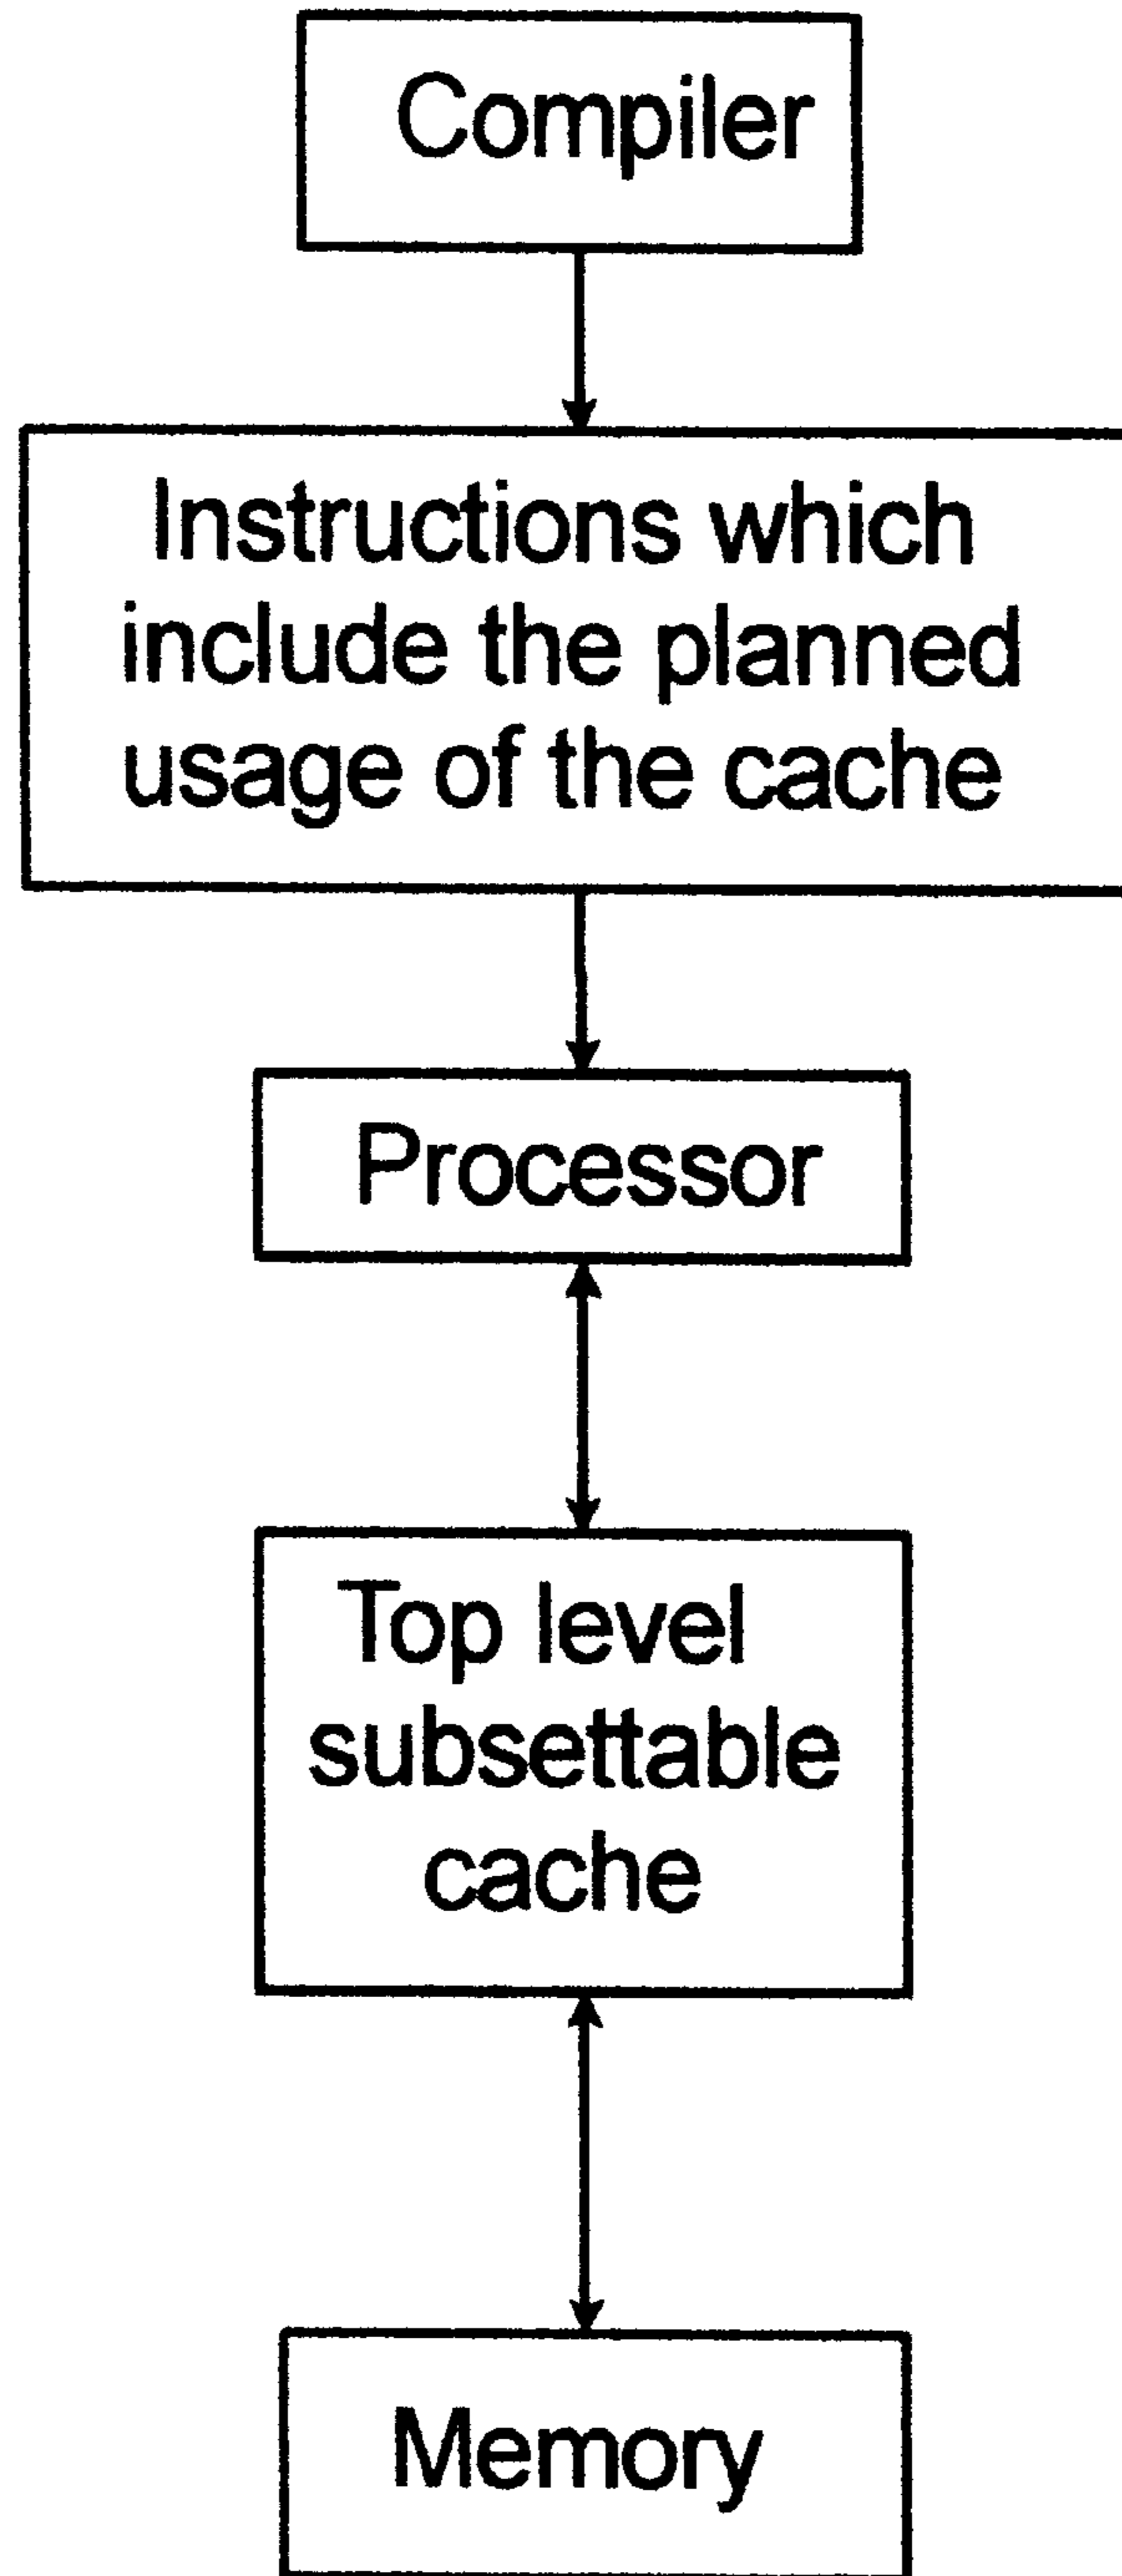 Compiler
Instructions which
include the planned
usage of the cache
Processor
Top level
subsettable
cache
Memory